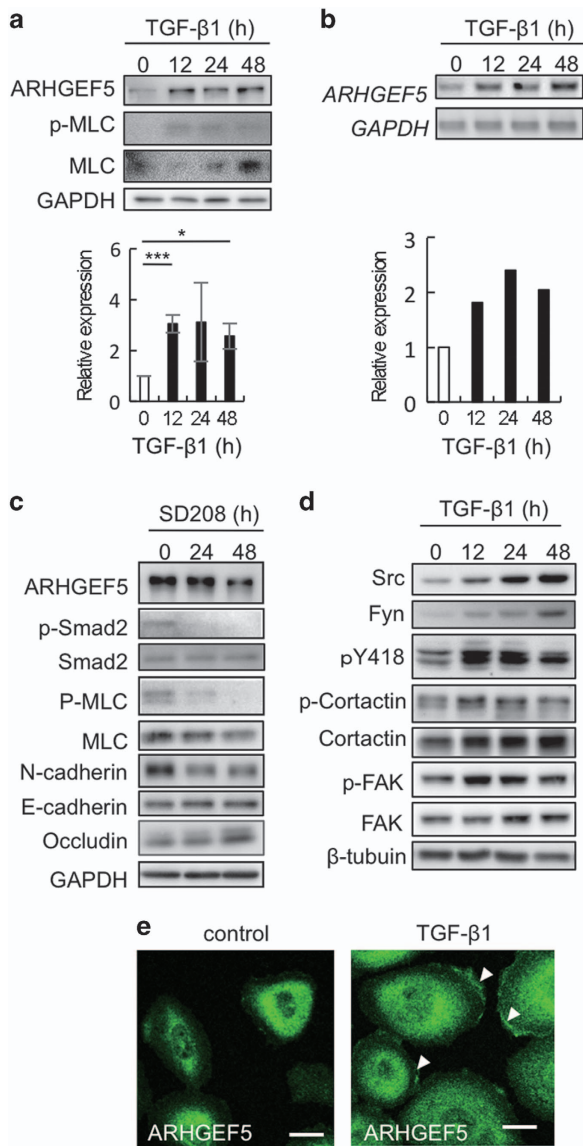 a
TGF-β1 (h)
0 12 24 48
ARHGEF5
p-MLC
MLC
GAPDH
Relative expression
6
4
2
0
*
***
0 12 24 48
TGF-β1 (h)
b
TGF-β1 (h)
0 12 24 48
ARHGEF5
GAPDH
Relative expression
3
2
1
0
0 12 24 48
TGF-β1 (h)
c
SD208 (h)
0 24 48
ARHGEF5
p-Smad2
Smad2
P-MLC
MLC
N-cadherin
E-cadherin
Occludin
GAPDH
d
TGF-β1 (h)
0 12 24 48
Src
Fyn
pY418
p-Cortactin
Cortactin
p-FAK
FAK
β-tubuin
e
control
TGF-β1
ARHGEF5
ARHGEF5